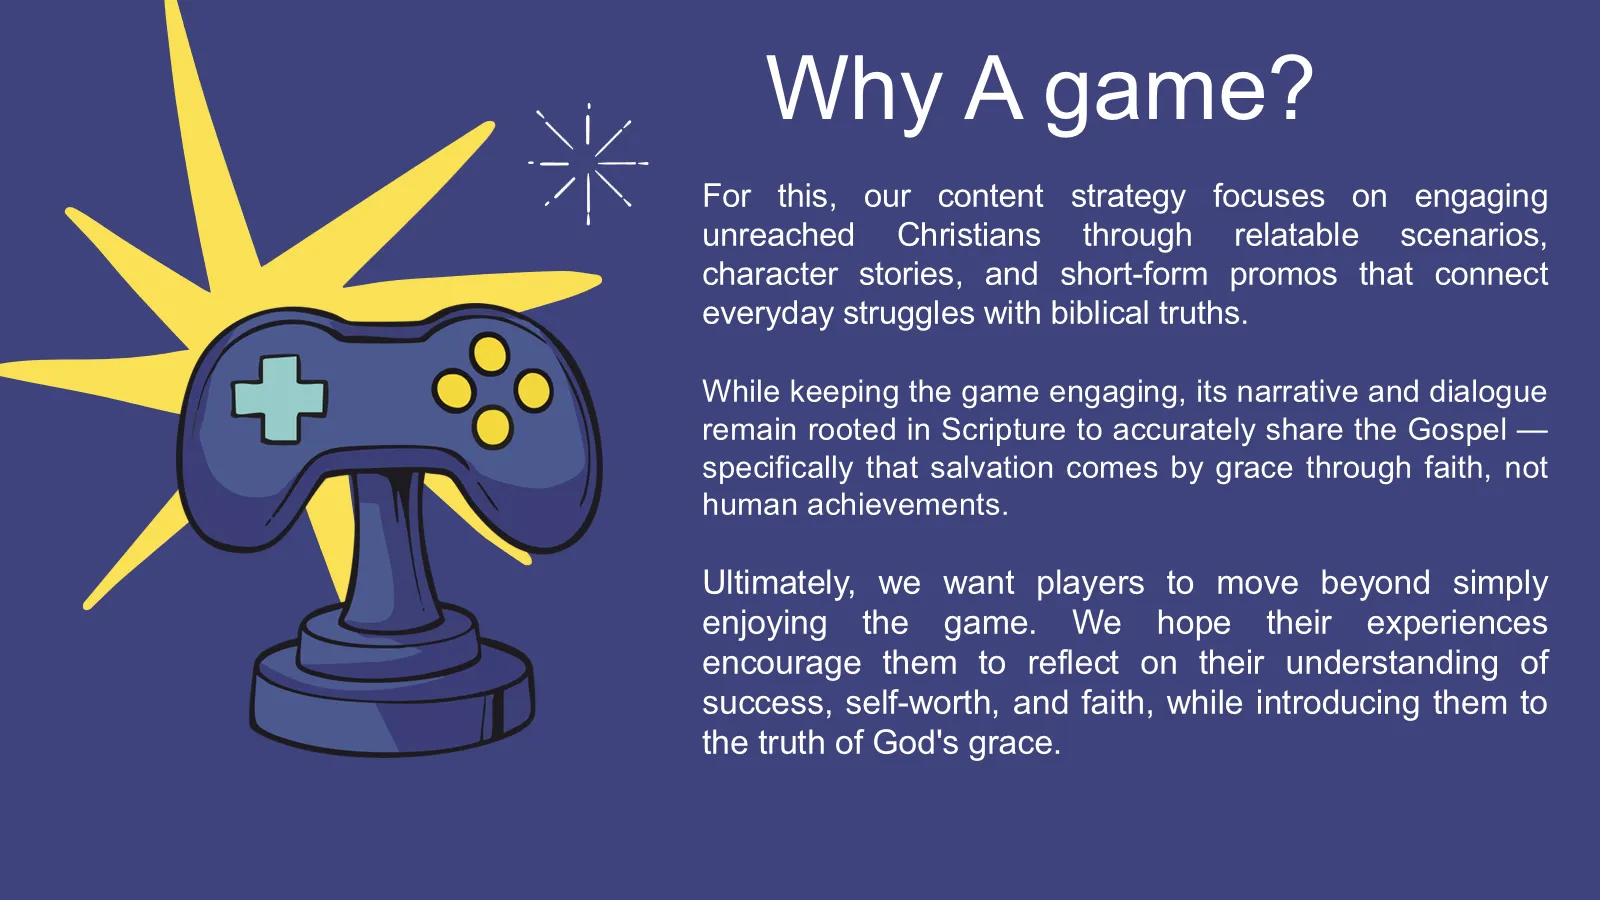 Why A game?
For this, our content strategy focuses on engaging
unreached Christians through relatable scenarios,
character stories, and short-form promos that connect
everyday struggles with biblical truths.
While keeping the game engaging, its narrative and dialogue
remain rooted in Scripture to accurately share the Gospel —
specifically that salvation comes by grace through faith, not
human achievements.
Ultimately, we want players to move beyond simply
enjoying the game. We hope their experiences
encourage them to reflect on their understanding of
success, self-worth, and faith, while introducing them to
the truth of God's grace.